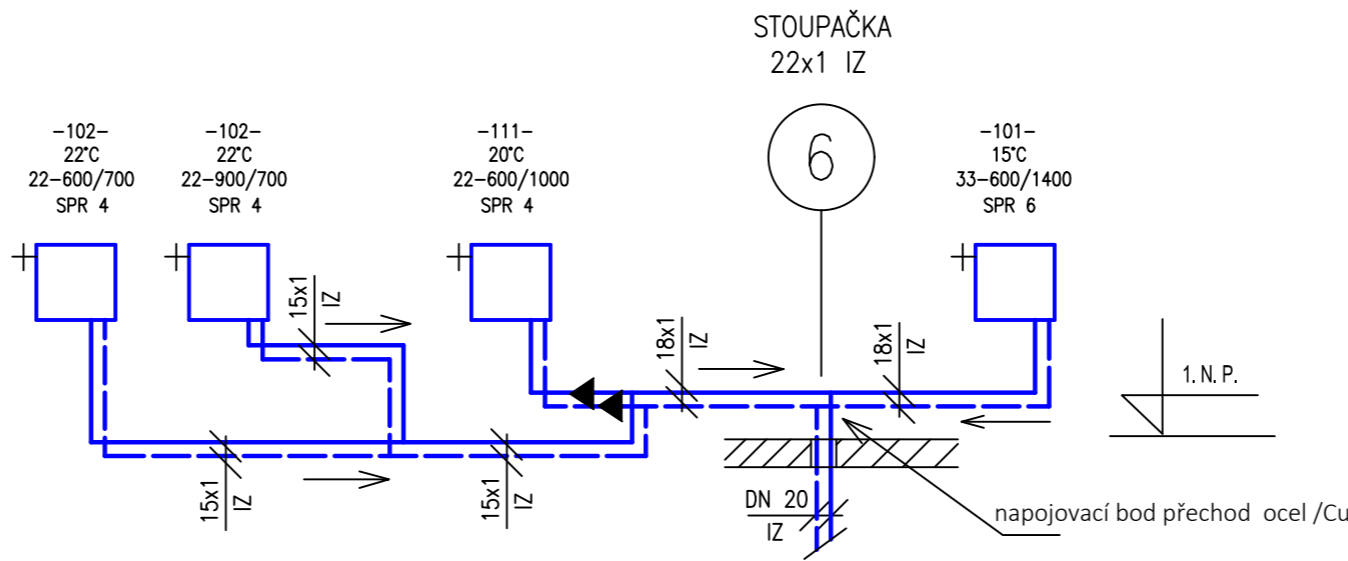 STOUPAČKA
22x1 IZ
6
-102-
22°C
22-600/700
SPR 4
-102-
22°C
22-900/700
SPR 4
-111-
20°C
22-600/1000
SPR 4
-101-
15°C
33-600/1400
SPR 6
15x1
IZ
18x1
IZ
18x1
IZ
1. N. P.
15x1
IZ
15x1
IZ
DN 20
IZ
napojovací bod přechod ocel /Cu